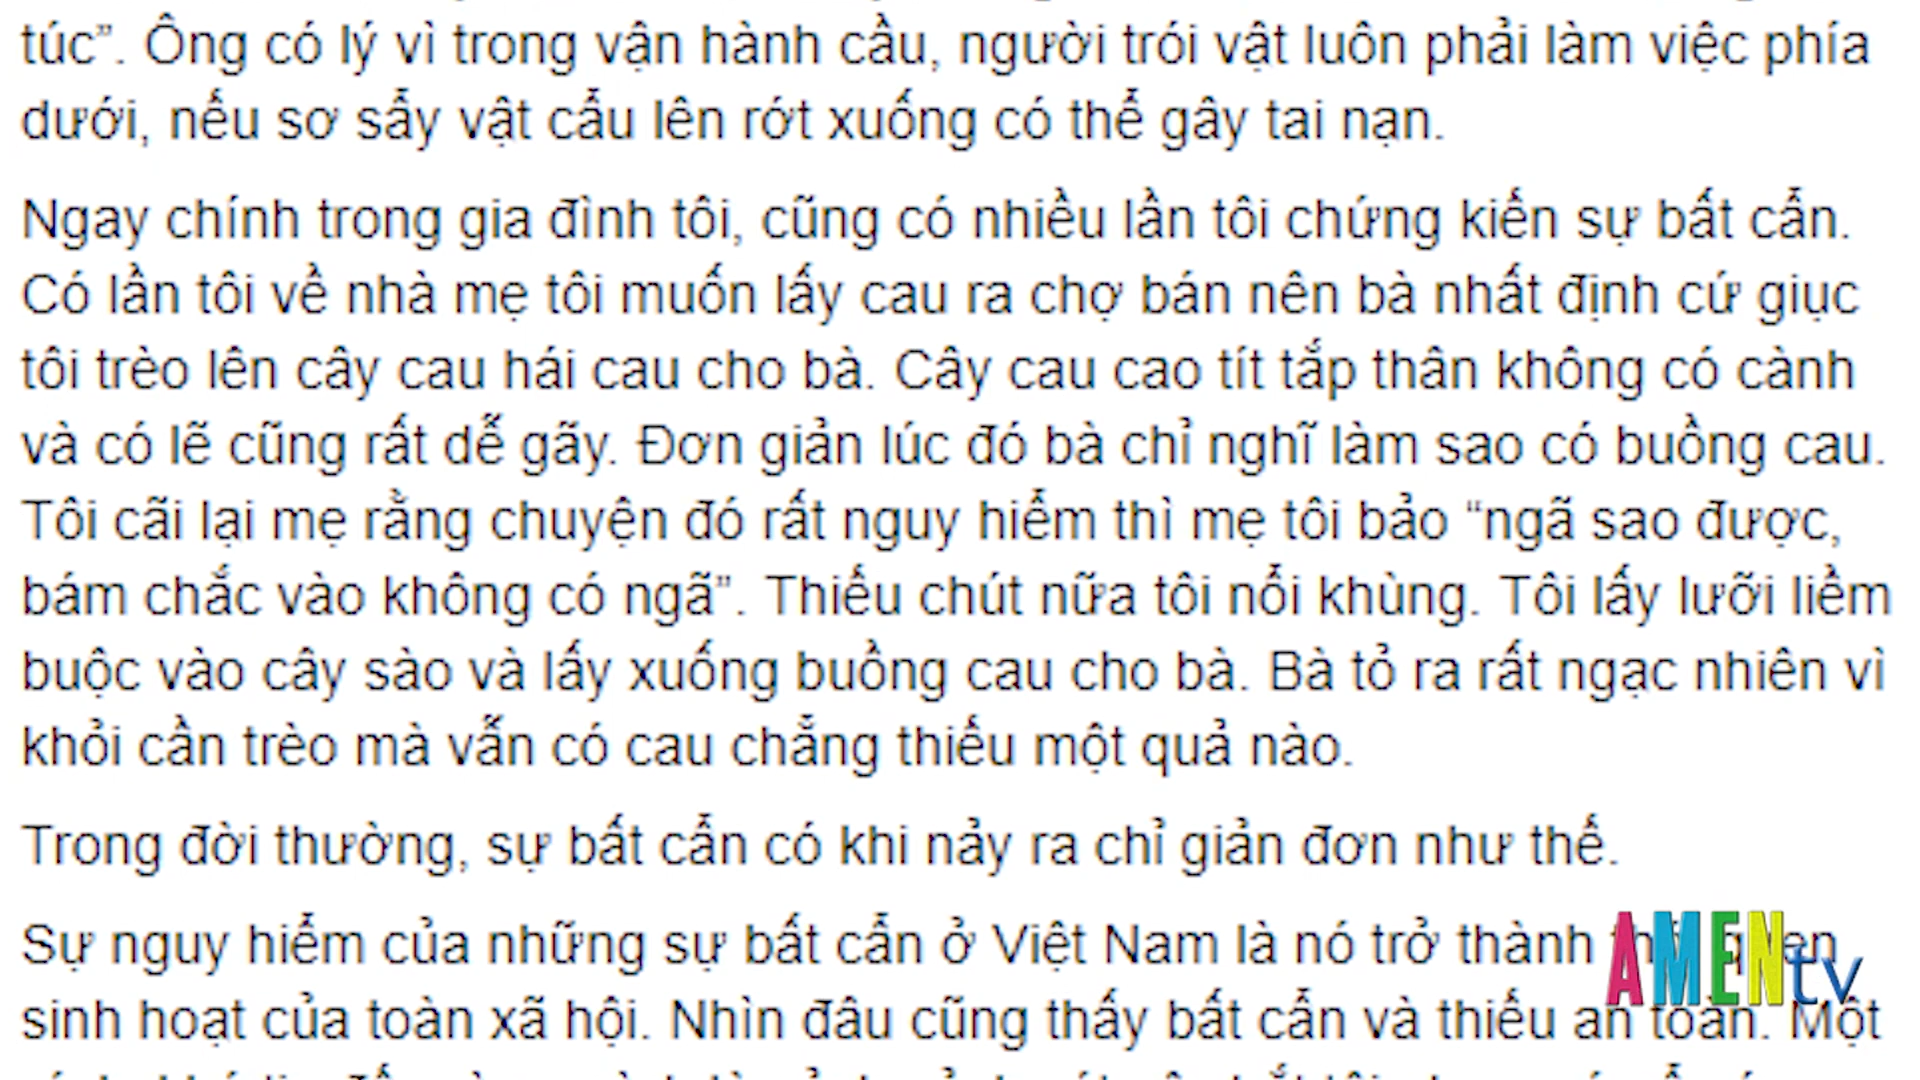 túc”. Ông có lý vì trong vận hành cầu, người trói vật luôn phải làm việc phía
dưới, nếu sơ sẩy vật cẩu lên rớt xuống có thể gây tai nạn.
Ngay chính trong gia đình tôi, cũng có nhiều lần tôi chứng kiến sự bất cẩn.
Có lần tôi về nhà mẹ tôi muốn lấy cau ra chợ bán nên bà nhất định cứ giục
tôi trèo lên cây cau hái cau cho bà. Cây cau cao tít tắp thân không có cành
và có lẽ cũng rất dễ gãy. Đơn giản lúc đó bà chỉ nghĩ làm sao có buồng cau.
Tôi cãi lại mẹ rằng chuyện đó rất nguy hiểm thì mẹ tôi bảo “ngã sao được,
bám chắc vào không có ngã”. Thiếu chút nữa tôi nổi khùng. Tôi lấy lưỡi liềm
buộc vào cây sào và lấy xuống buồng cau cho bà. Bà tỏ ra rất ngạc nhiên vì
khỏi cần trèo mà vẫn có cau chẳng thiếu một quả nào.
Trong đời thường, sự bất cẩn có khi nảy ra chỉ giản đơn như thế.
Sự nguy hiểm của những sự bất cẩn ở Việt Nam là nó trở thành
sinh hoạt của toàn xã hội. Nhìn đâu cũng thấy bất cẩn và thiếu an toàn. Một
AMENtv